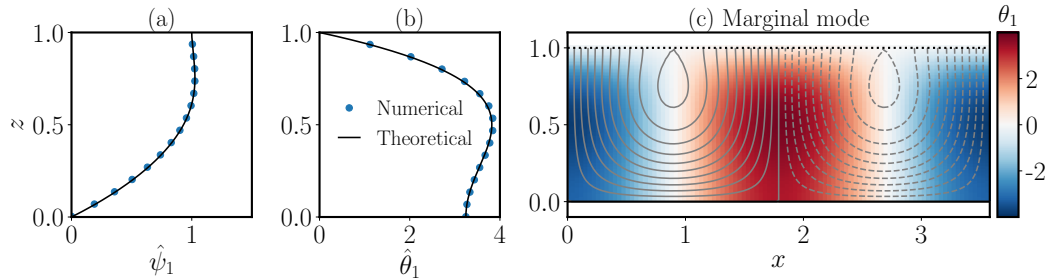 (a)
(b)
(c) Marginal mode
θ₁
1.0
0.5
0.0
z
0
1
ψ̂₁
1.0
0.5
0.0
Numerical
Theoretical
0
2
4
θ̂₁
1.0
0.5
0.0
0
1
2
3
x
2
0
−2